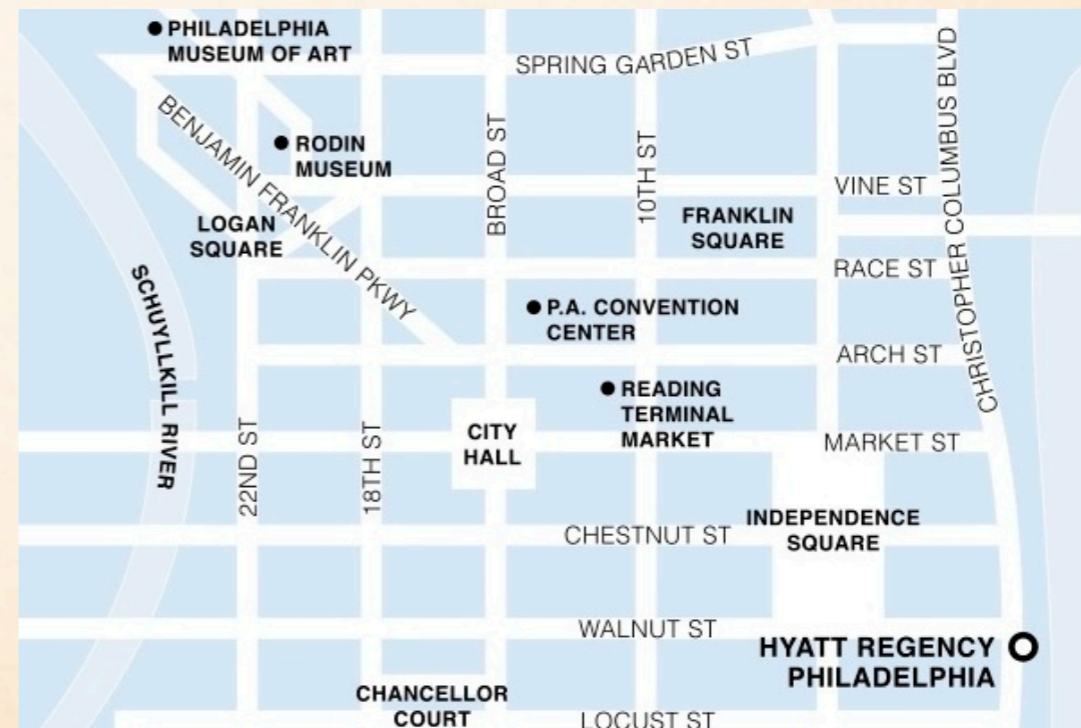 PHILADELPHIA
MUSEUM OF ART
SPRING GARDEN ST
CHRISTOPHER COLUMBUS BLVD
BENJAMIN FRANKLIN PKWY
RODIN
MUSEUM
BROAD ST
10TH ST
VINE ST
LOGAN
SQUARE
FRANKLIN
SQUARE
RACE ST
SCHUYLLKILL RIVER
P.A. CONVENTION
CENTER
ARCH ST
READING
TERMINAL
MARKET
22ND ST
18TH ST
CITY
HALL
MARKET ST
CHESTNUT ST
INDEPENDENCE
SQUARE
WALNUT ST
HYATT REGENCY
PHILADELPHIA
CHANCELLOR
COURT
LOCUST ST